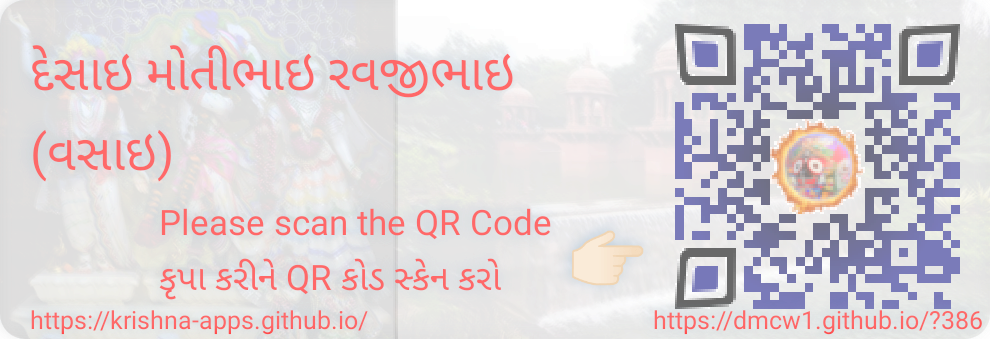 દેસાઇ મોતીભાઇ રવજીભાઇ
(વસાઇ)
Please scan the QR Code
કૃપા કરીને QR કોડ સ્કેન કરો
https://krishna-apps.github.io/
https://dmcw1.github.io/?386